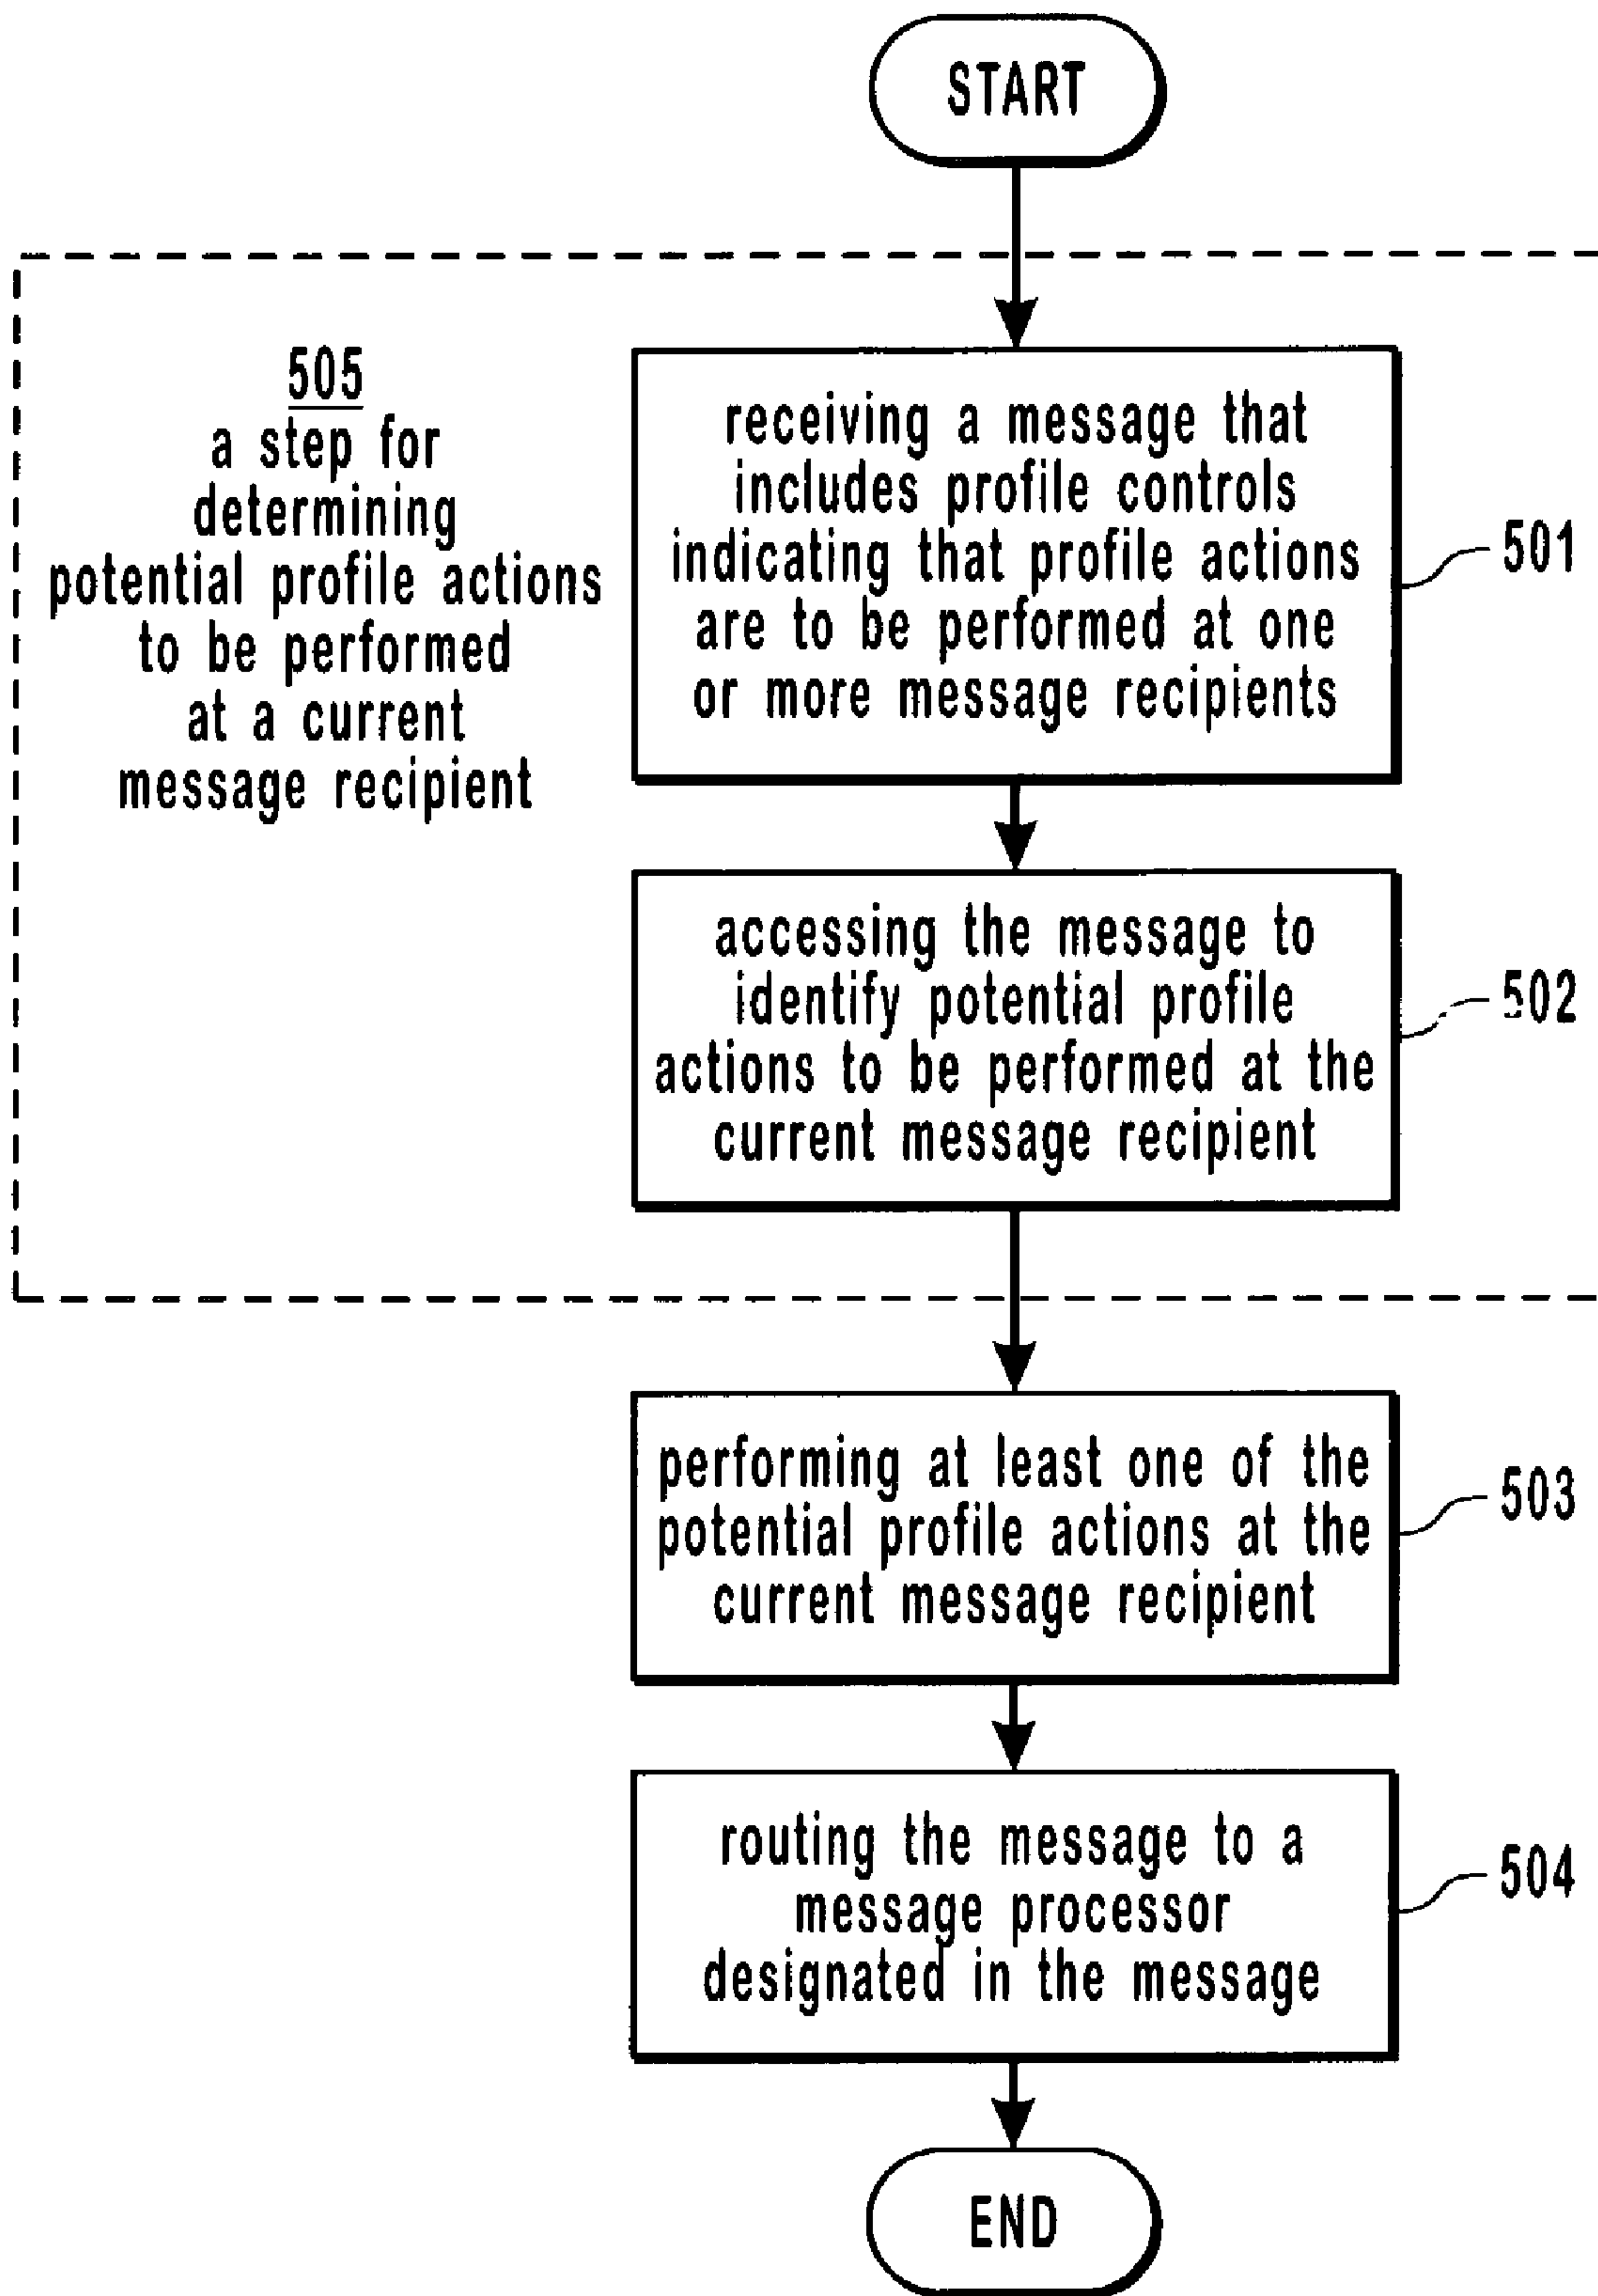 START
505
a step for
determining
potential profile actions
to be performed
at a current
message recipient
receiving a message that
includes profile controls
indicating that profile actions
are to be performed at one
or more message recipients
501
accessing the message to
identify potential profile
actions to be performed at the
current message recipient
502
performing at least one of the
potential profile actions at the
current message recipient
503
routing the message to a
message processor
designated in the message
504
END